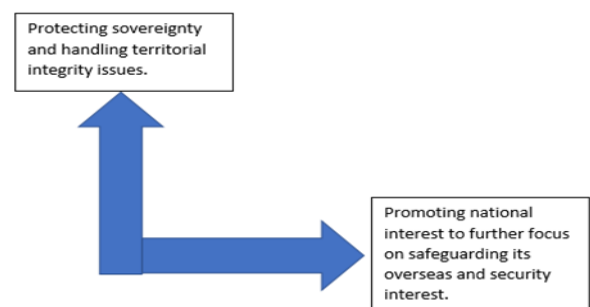 Protecting sovereignty
and handling territorial
integrity issues.
Promoting national
interest to further focus
on safeguarding its
overseas and security
interest.